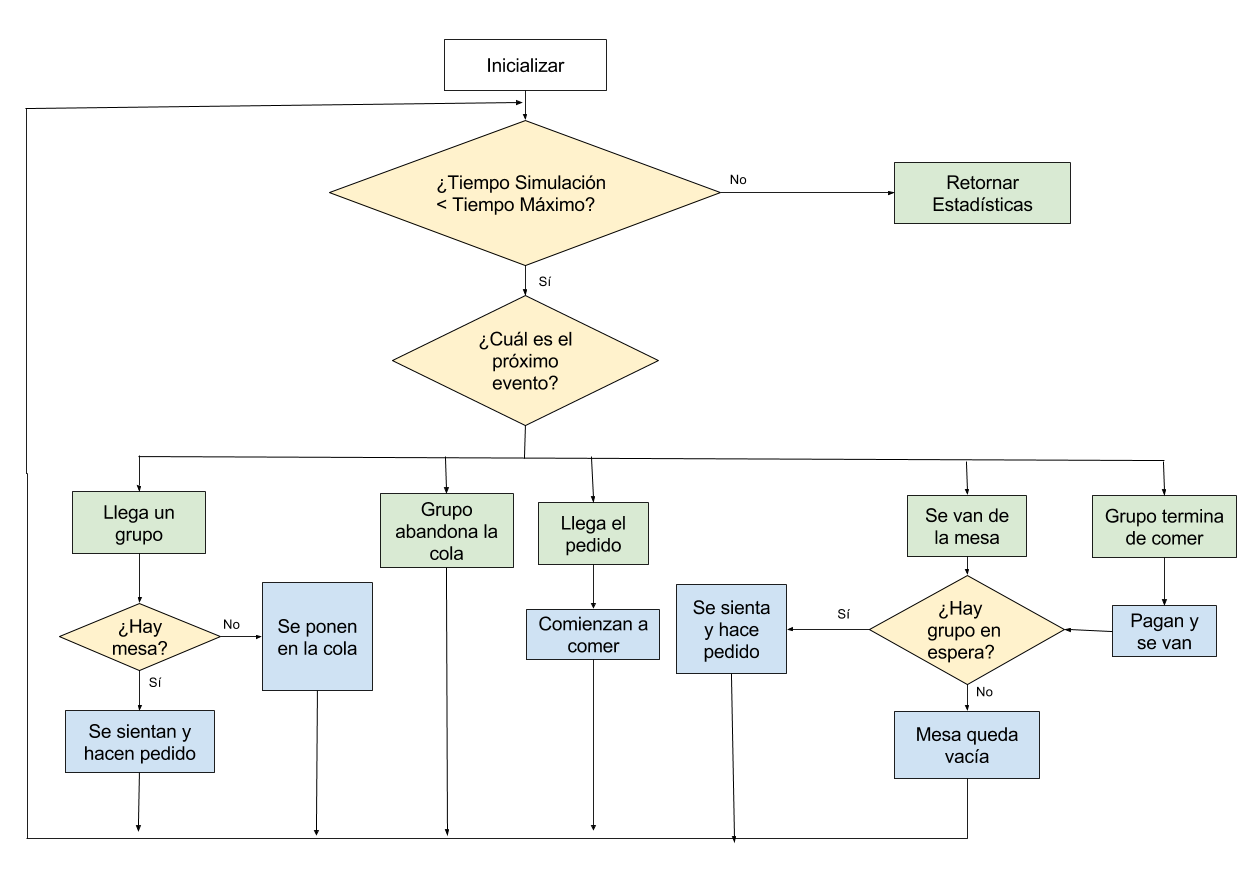 Inicializar
¿Tiempo Simulación
< Tiempo Máximo?
No
Retornar
Estadísticas
Sí
¿Cuál es el
próximo
evento?
Llega un
grupo
Grupo
abandona la
cola
Llega el
pedido
Se van de
la mesa
Grupo termina
de comer
¿Hay
mesa?
No
Se ponen
en la cola
Comienzan a
comer
Se sienta
y hace
pedido
Sí
¿Hay
grupo en
espera?
Pagan y
se van
Sí
No
Se sientan y
hacen pedido
Mesa queda
vacía